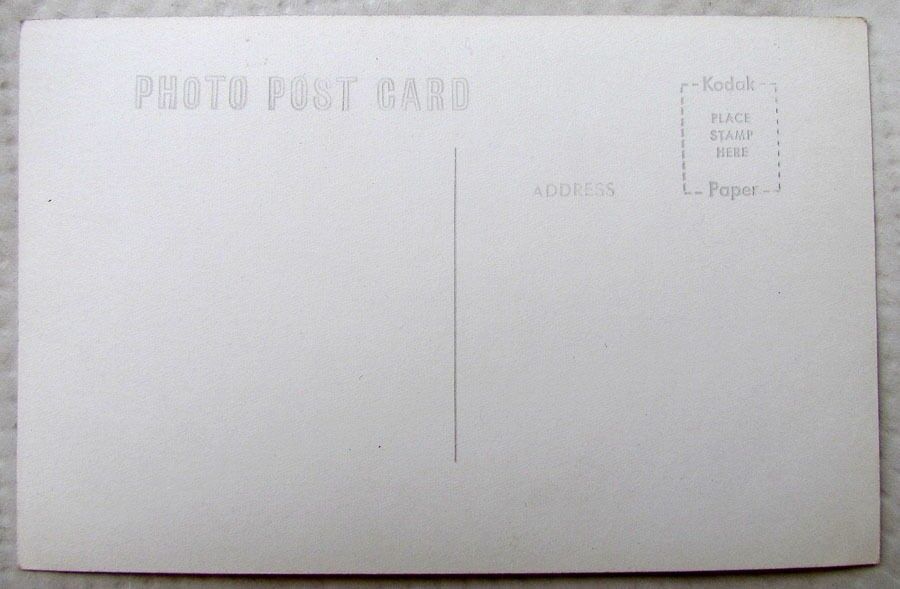 PHOTO POST CARD
Kodak
PLACE
STAMP
HERE
Paper
ADDRESS